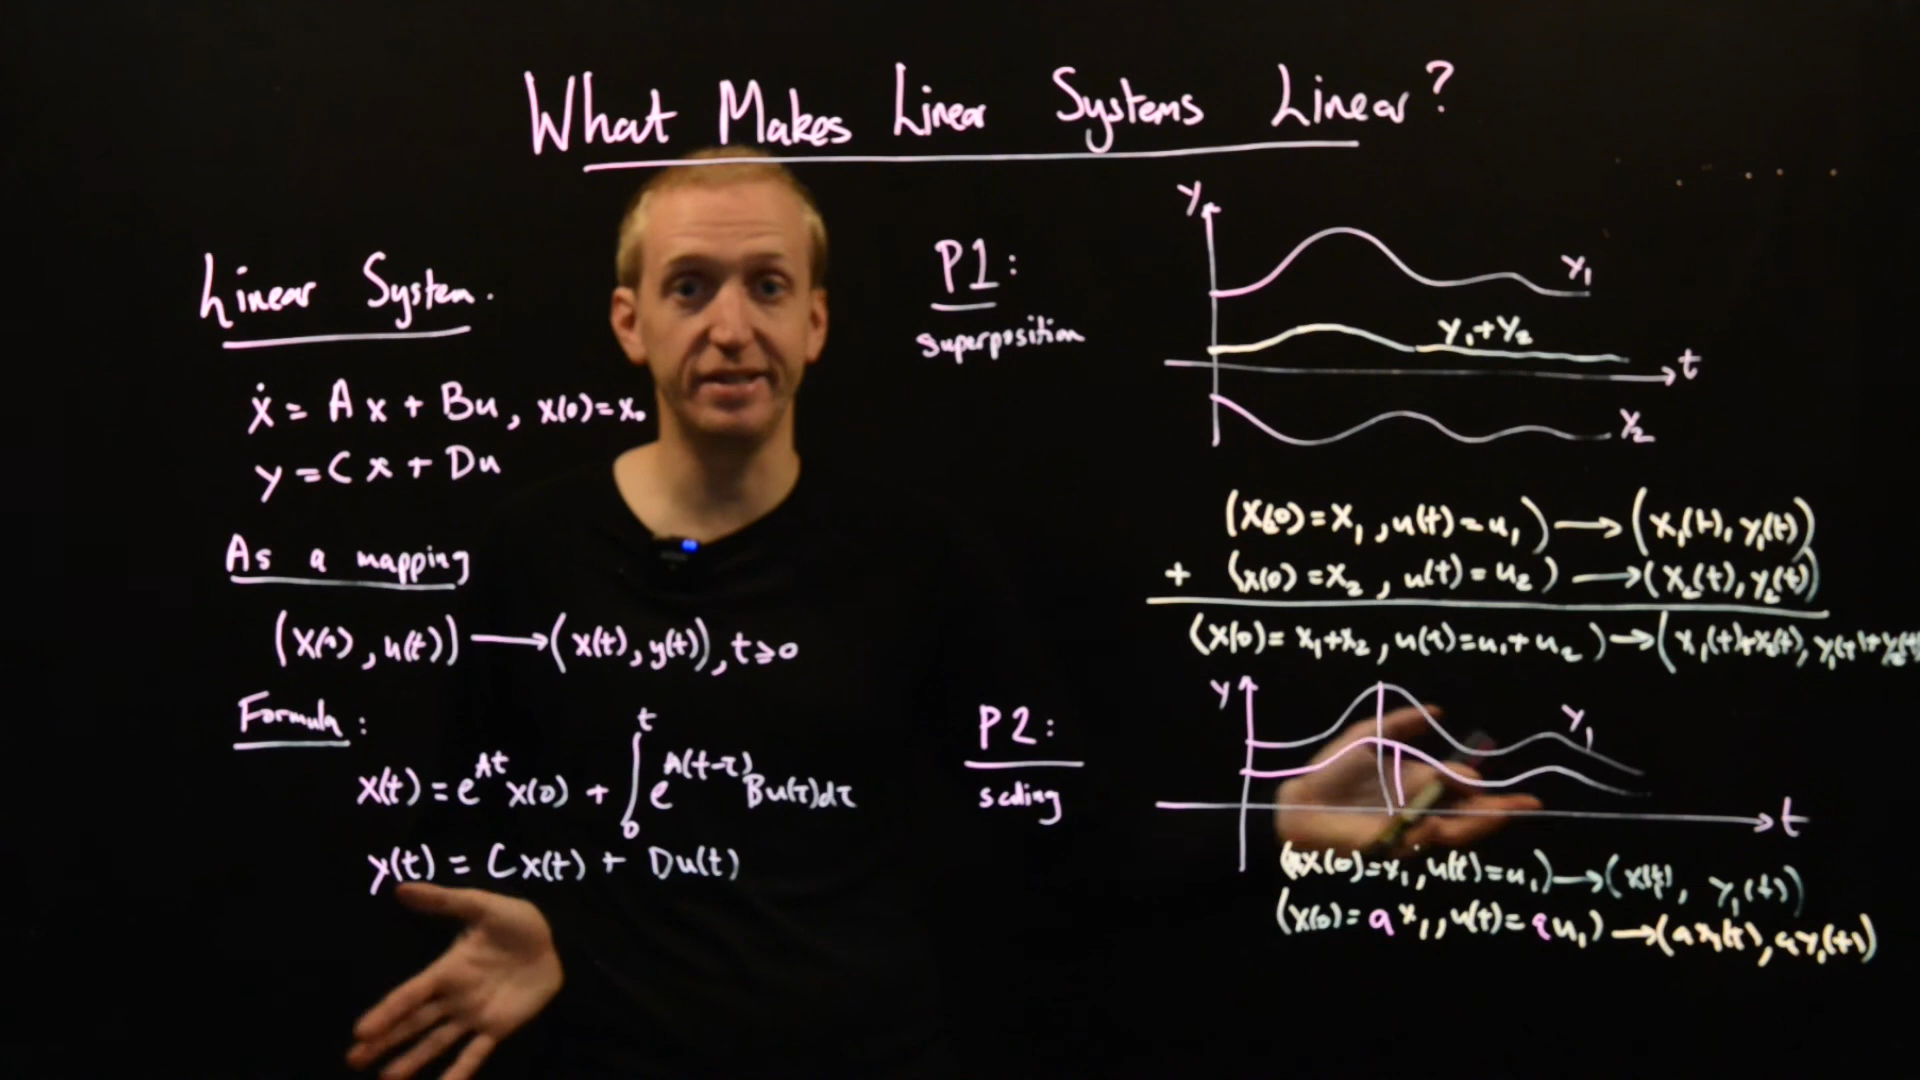 What Makes Linear Systems Linear?
Linear System.
ẋ = Ax + Bu, x(0)=x₀
y = Cx + Du
As a mapping
(x(0), u(t)) → (x(t), y(t)), t≥0
Formula:
x(t) = e^{At} x(0) + ∫₀ᵗ e^{A(t-τ)} Bu(τ)dτ
y(t) = Cx(t) + Du(t)
P1:
superposition
y
y₁
y₁+y₂
t
y₂
(x(0)=x₁, u(t)=u₁) → (x₁(t), y₁(t))
+ (x(0)=x₂, u(t)=u₂) → (x₂(t), y₂(t))
(x(0)=x₁+x₂, u(t)=u₁+u₂) → (x₁(t)+x₂(t), y₁(t)+y₂(t
P2:
scaling
y
y₁
t
(x(0)=x₁, u(t)=u₁) → (x(t), y₁(t))
(x(0)=ax₁, u(t)=au₁) → (ax₁(t), ay₁(t))